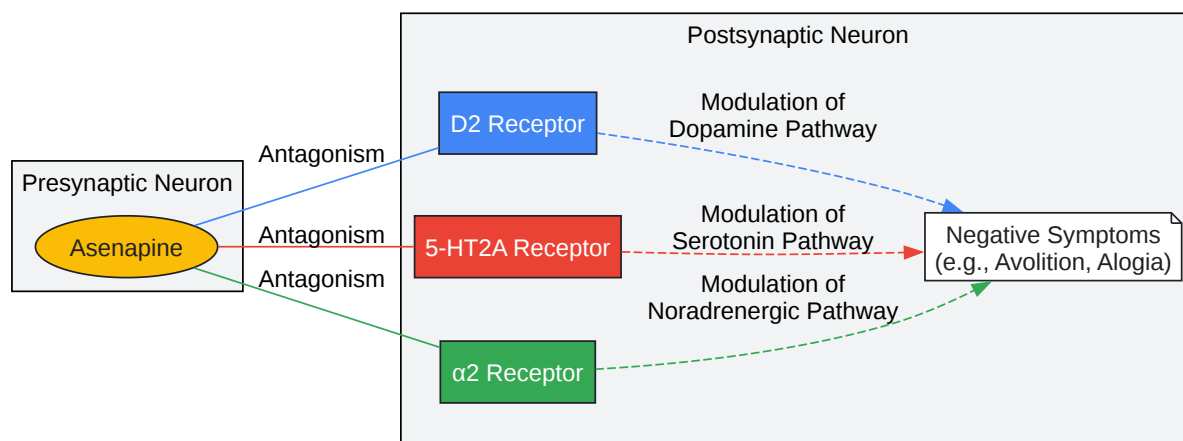 Postsynaptic Neuron
Modulation of
Dopamine Pathway
D2 Receptor
Antagonism
Presynaptic Neuron
Asenapine
Antagonism
5-HT2A Receptor
Modulation of
Serotonin Pathway
Negative Symptoms
(e.g., Avolition, Alogia)
Antagonism
Modulation of
Noradrenergic Pathway
α2 Receptor